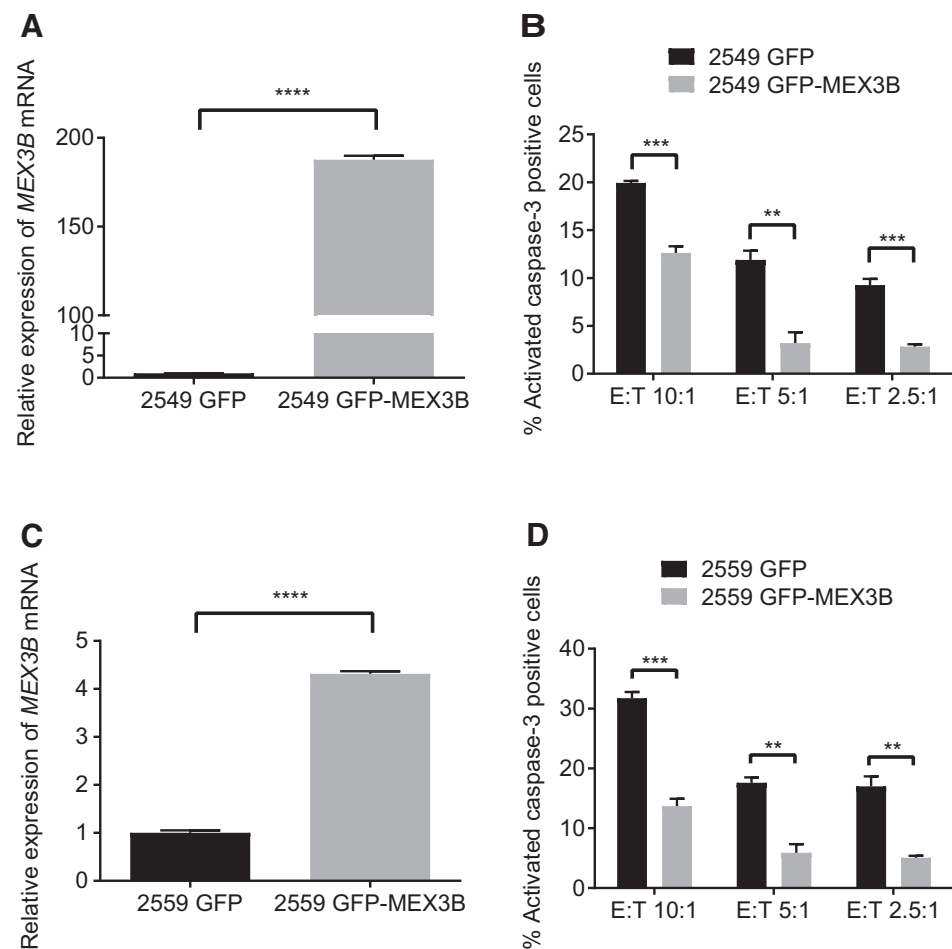 A
Relative expression of MEX3B mRNA
****
200
150
100
10
5
0
2549 GFP
2549 GFP-MEX3B
B
2549 GFP
2549 GFP-MEX3B
% Activated caspase-3 positive cells
25
20
15
10
5
0
***
**
***
E:T 10:1
E:T 5:1
E:T 2.5:1
C
Relative expression of MEX3B mRNA
****
5
4
3
2
1
0
2559 GFP
2559 GFP-MEX3B
D
2559 GFP
2559 GFP-MEX3B
% Activated caspase-3 positive cells
40
30
20
10
0
***
**
**
E:T 10:1
E:T 5:1
E:T 2.5:1